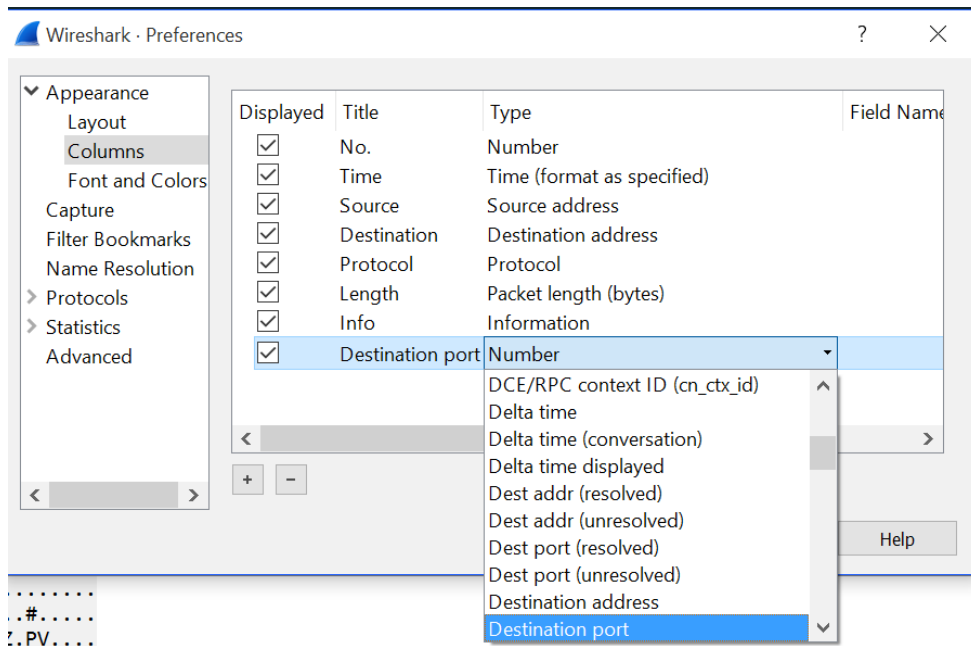 Wireshark · Preferences ? ×
Appearance
Layout
Columns
Font and Colors
Capture
Filter Bookmarks
Name Resolution
Protocols
Statistics
Advanced
Displayed Title Type Field Name
No. Number
Time Time (format as specified)
Source Source address
Destination Destination address
Protocol Protocol
Length Packet length (bytes)
Info Information
Destination port Number
DCE/RPC context ID (cn_ctx_id)
Delta time
Delta time (conversation)
Delta time displayed
Dest addr (resolved)
Dest addr (unresolved)
Dest port (resolved)
Dest port (unresolved)
Destination address
Destination port
+ -
Help
........
..#.....
Z.PV....